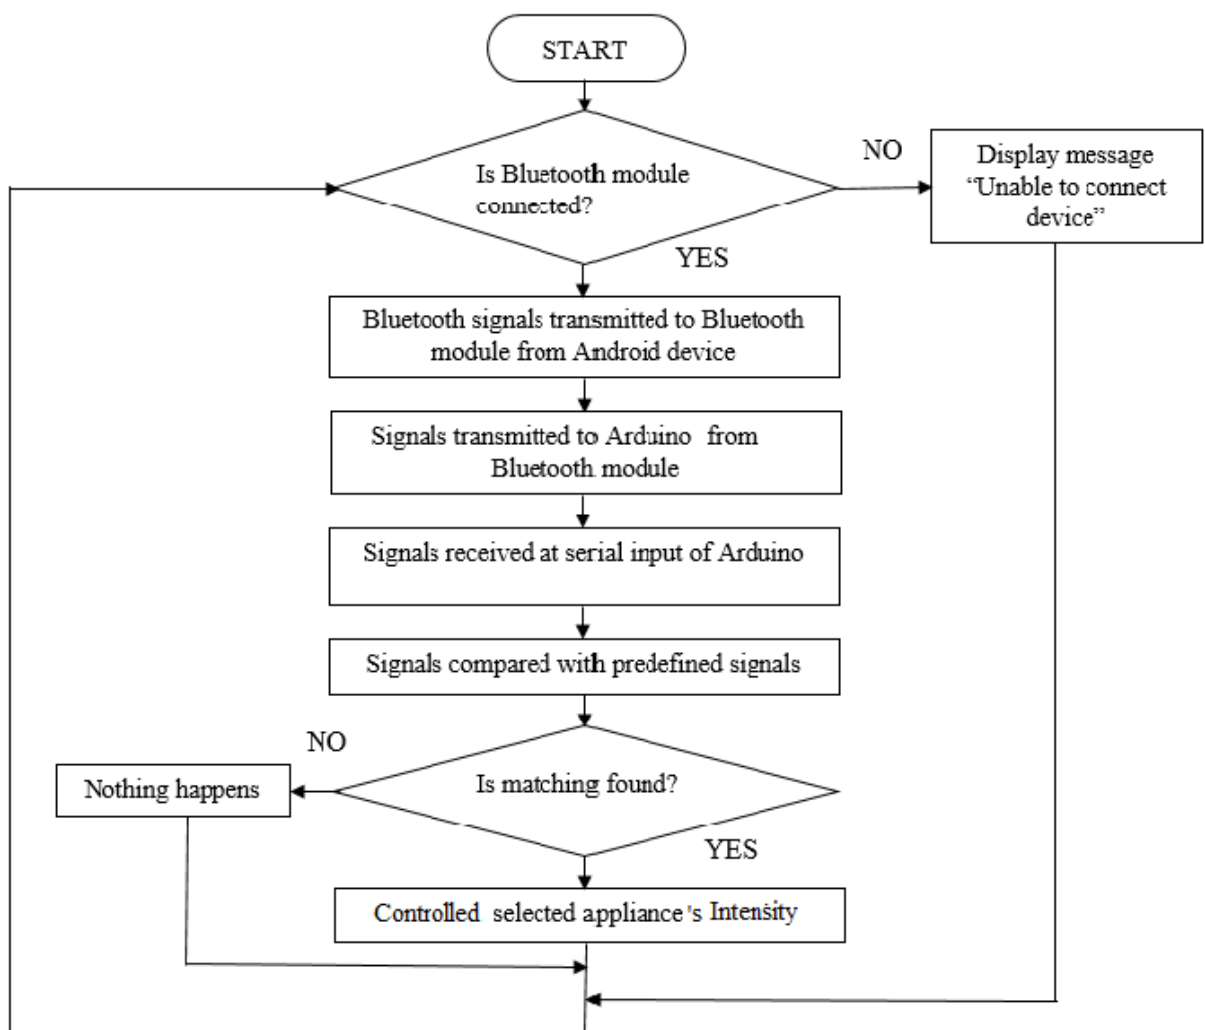 START
Is Bluetooth module
connected?
NO
Display message
“Unable to connect
device”
YES
Bluetooth signals transmitted to Bluetooth
module from Android device
Signals transmitted to Arduino from
Bluetooth module
Signals received at serial input of Arduino
Signals compared with predefined signals
NO
Is matching found?
Nothing happens
YES
Controlled selected appliance's Intensity